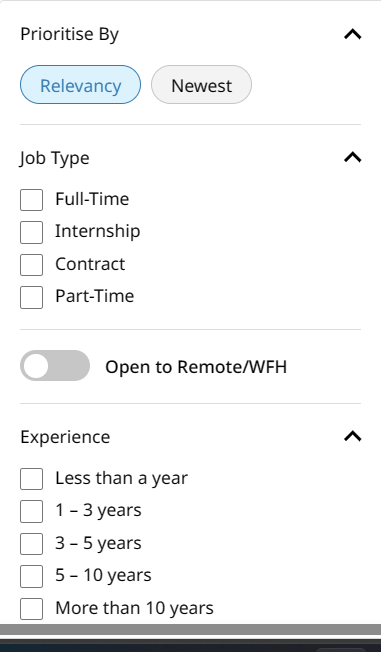 Prioritise By
Relevancy Newest
Job Type
Full-Time
Internship
Contract
Part-Time
Open to Remote/WFH
Experience
Less than a year
1 – 3 years
3 – 5 years
5 – 10 years
More than 10 years